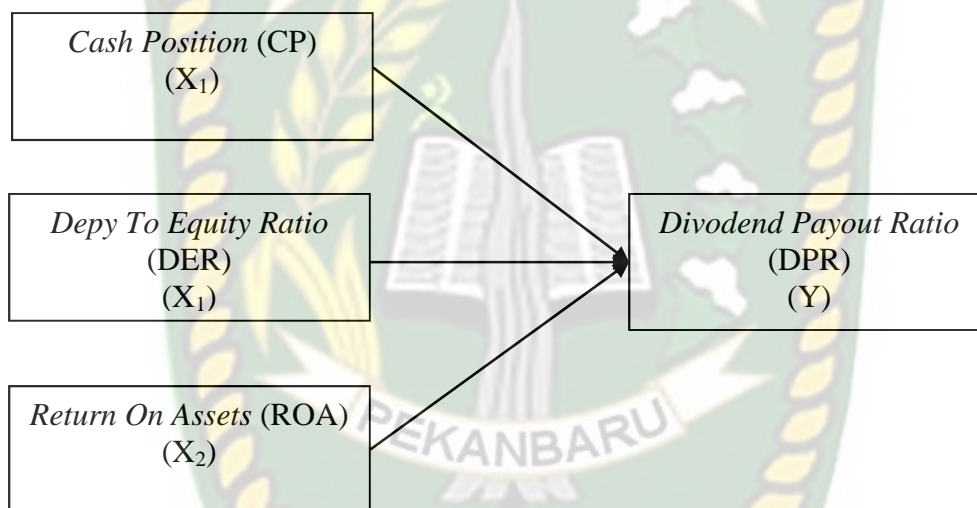 Cash Position (CP)
(X₁)
Depy To Equity Ratio
(DER)
(X₁)
Return On Assets (ROA)
(X₂)
Divodend Payout Ratio
(DPR)
(Y)
PEKANBARU